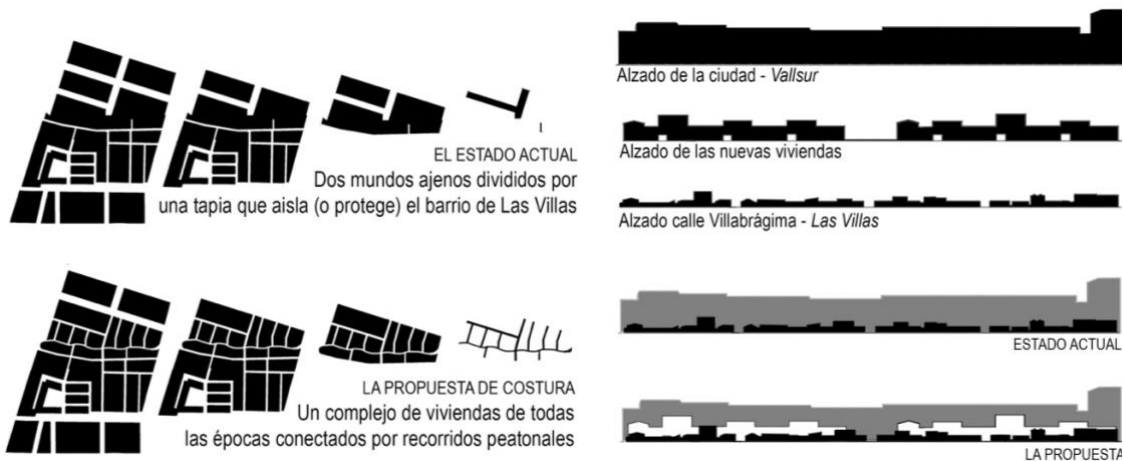 EL ESTADO ACTUAL
Dos mundos ajenos divididos por
una tapia que aisla (o protege) el barrio de Las Villas
LA PROPUESTA DE COSTURA
Un complejo de viviendas de todas
las épocas conectados por recorridos peatonales
Alzado de la ciudad - Vallsur
Alzado de las nuevas viviendas
Alzado calle Villabrágima - Las Villas
ESTADO ACTUAL
LA PROPUESTA